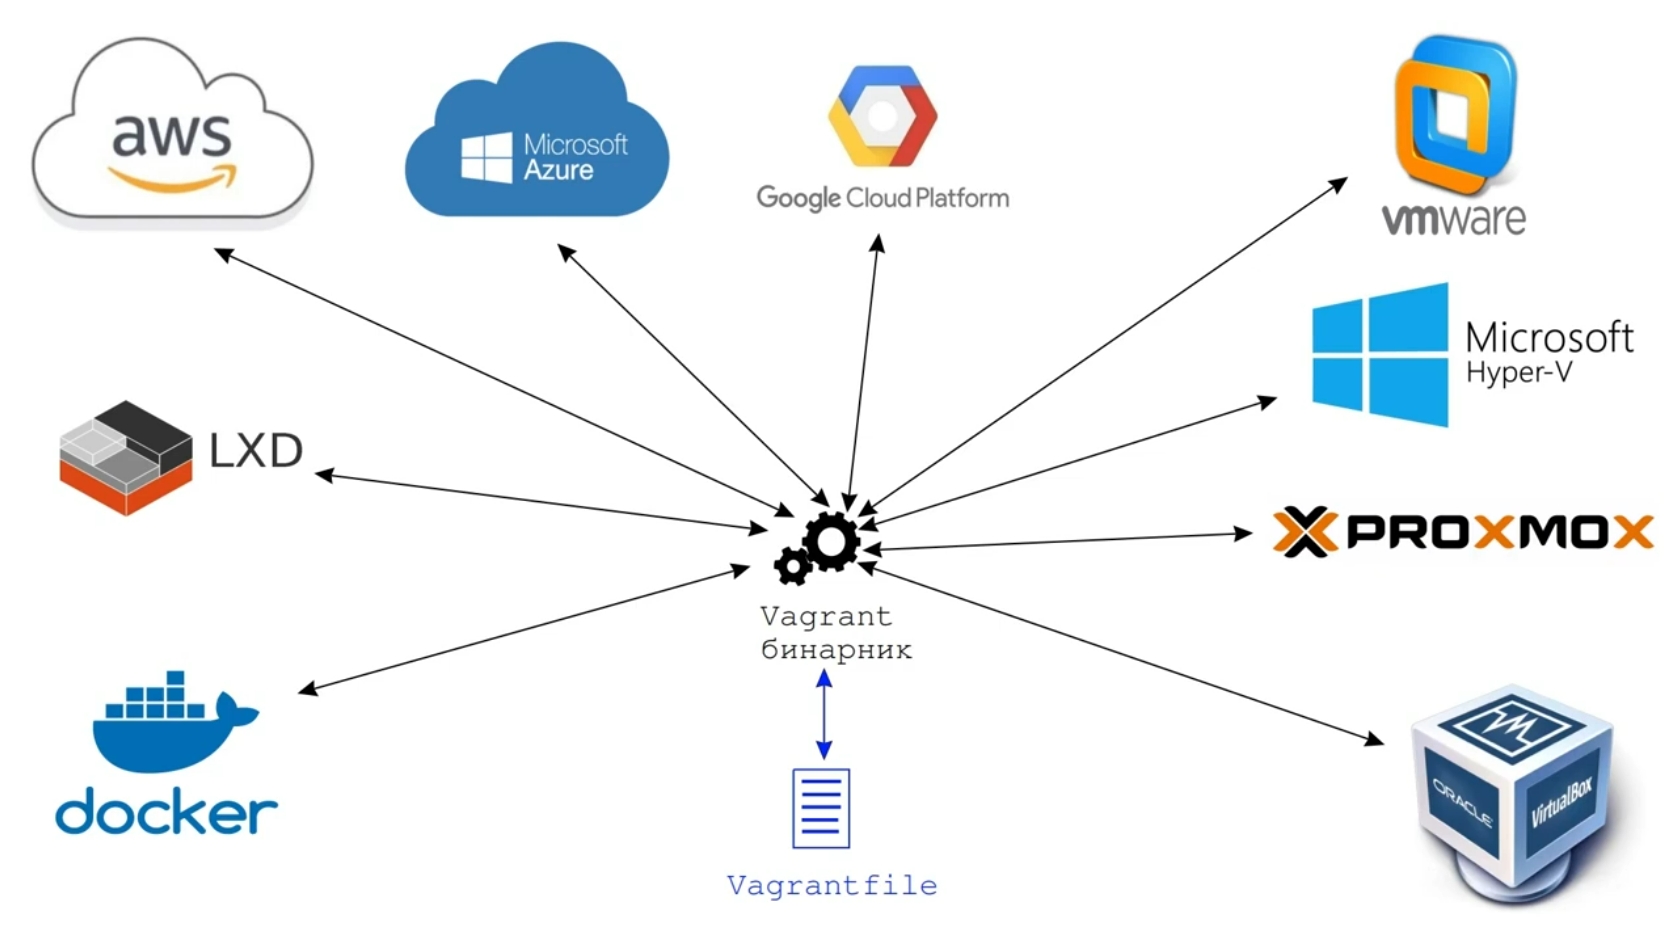 aws
Microsoft
Azure
Google Cloud Platform
vmware
Microsoft
Hyper-V
LXD
PROXMOX
Vagrant
бинарник
docker
ORACLE
VirtualBox
Vagrantfile